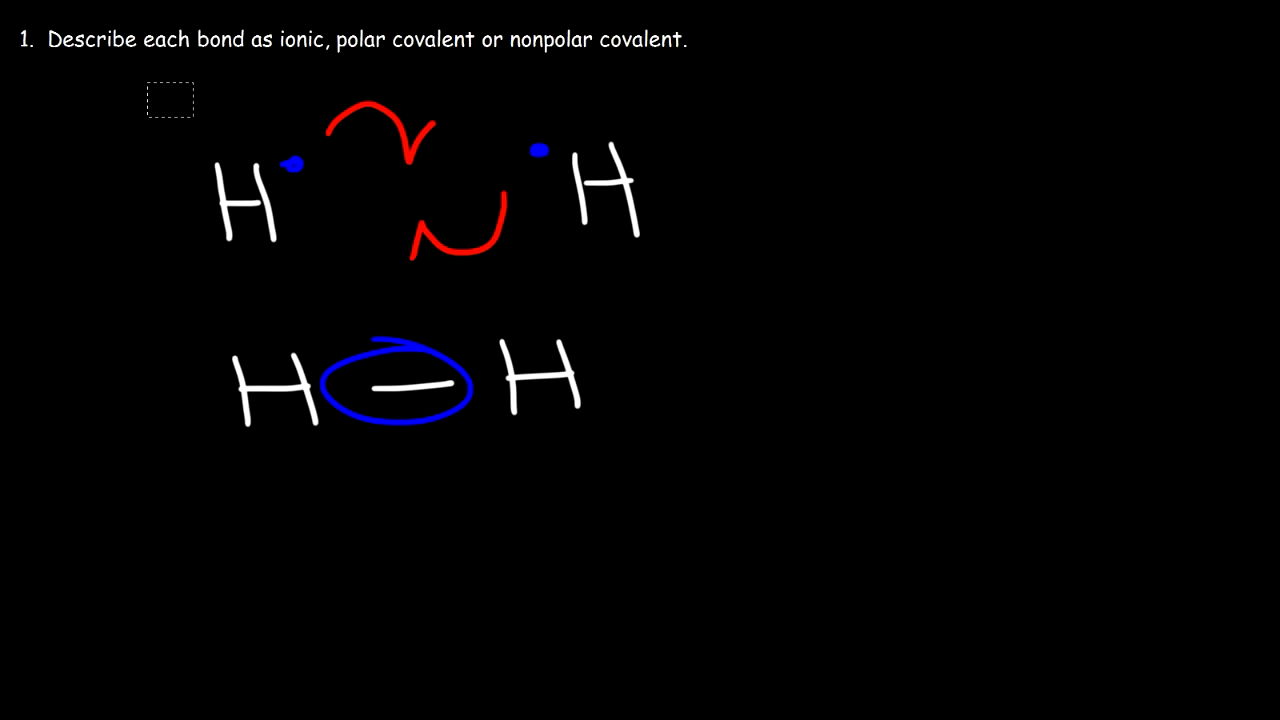 1. Describe each bond as ionic, polar covalent or nonpolar covalent.
H • • H
H — H